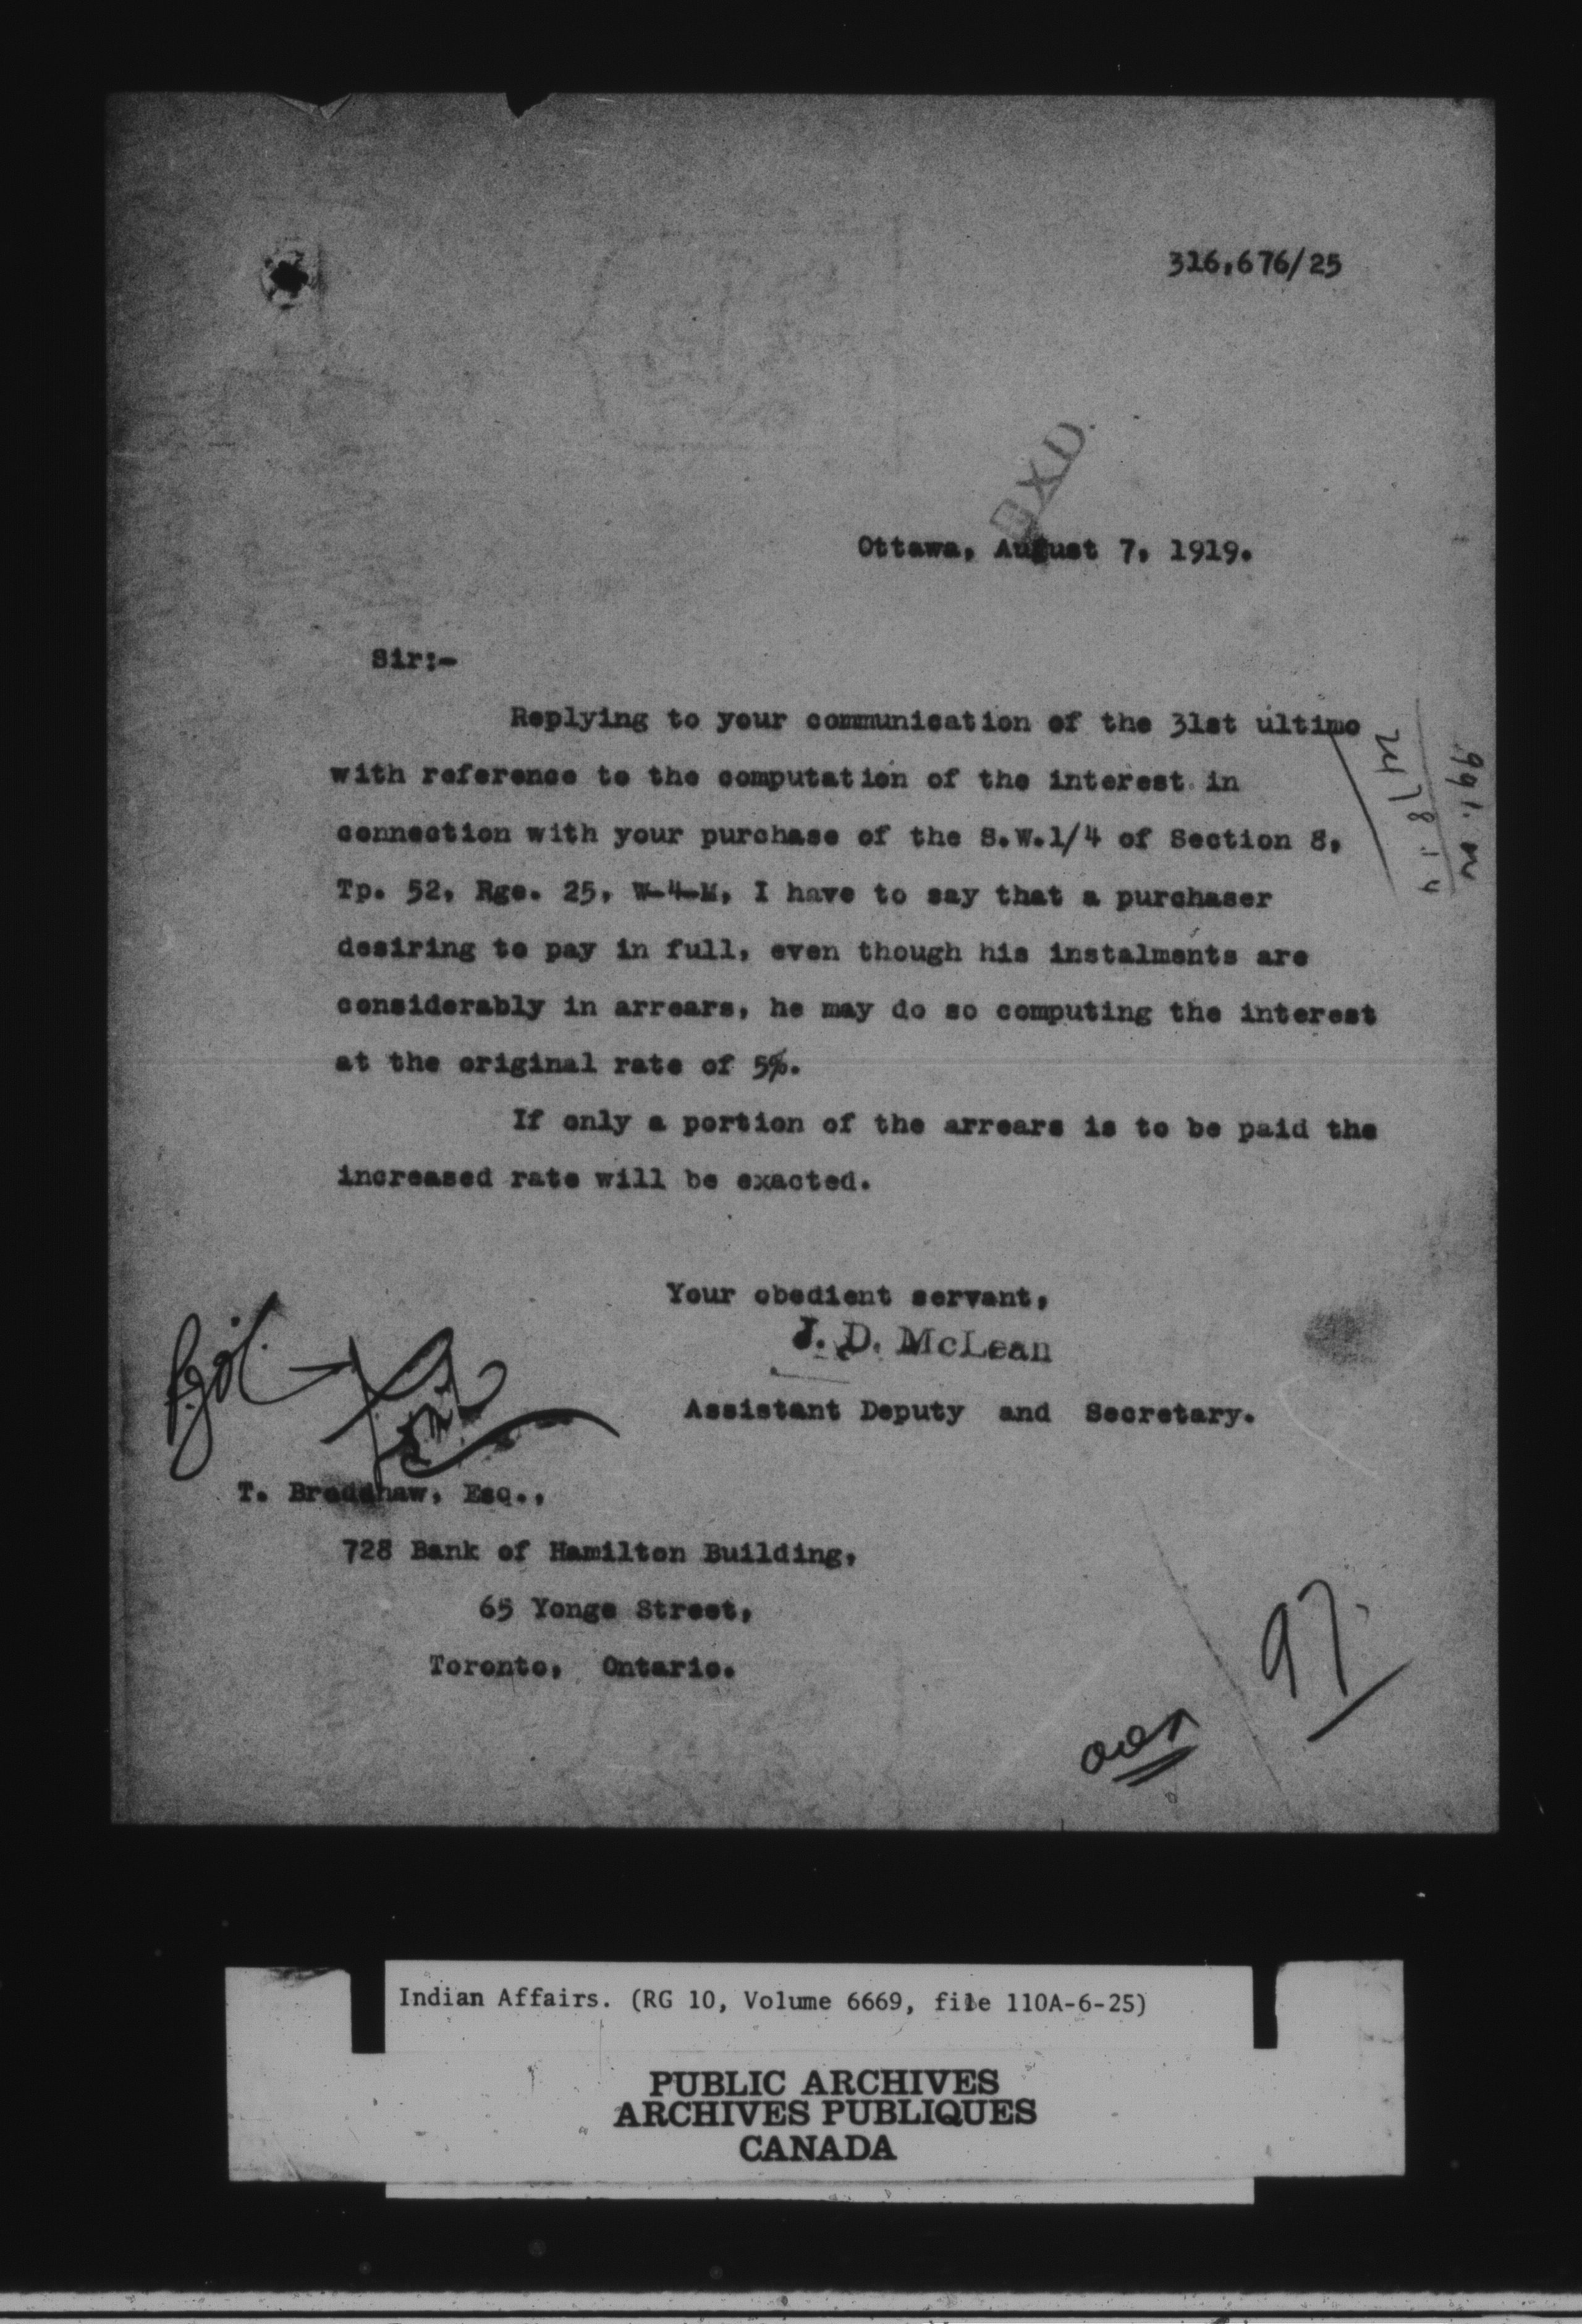 316,676/25
EXD.
Ottawa, August 7, 1919.
Sir:-
Replying to your communication of the 31st ultimo
with reference to the computation of the interest in
connection with your purchase of the S.W.1/4 of Section 8,
Tp. 52, Rge. 25, W-4-M, I have to say that a purchaser
desiring to pay in full, even though his instalments are
considerably in arrears, he may do so computing the interest
at the original rate of 5%.
If only a portion of the arrears is to be paid the
increased rate will be exacted.
Your obedient servant,
J. D. McLean
Assistant Deputy and Secretary.
T. Bradshaw, Esq.,
728 Bank of Hamilton Building,
65 Yonge Street,
Toronto, Ontario.
97.
Indian Affairs. (RG 10, Volume 6669, file 110A-6-25)
PUBLIC ARCHIVES
ARCHIVES PUBLIQUES
CANADA